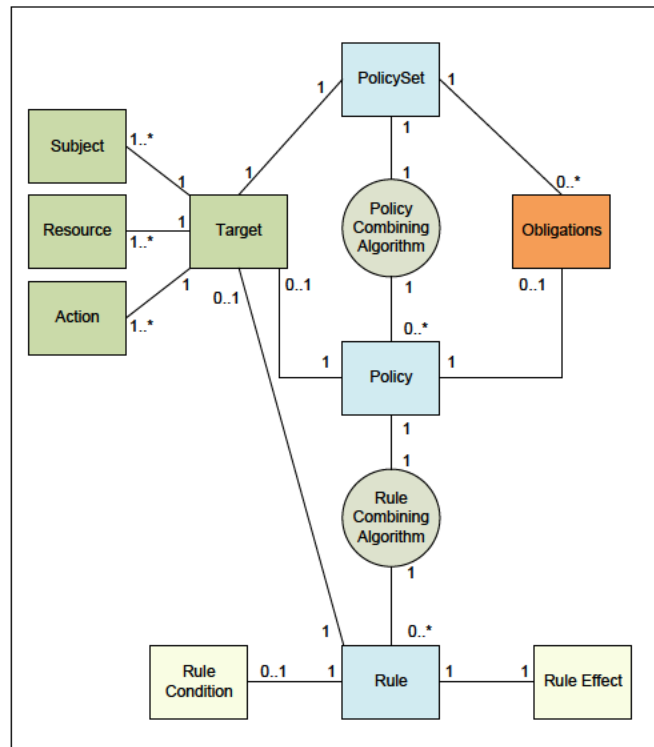 PolicySet
1
1
1
1
Subject
1..*
1
1
1
0..*
Policy
Combining
Algorithm
Resource
1
1..*
Target
Obligations
Action
1
1..*
0..1
0..1
1
0..1
0..*
1
Policy
1
1
1
Rule
Combining
Algorithm
1
1
0..*
Rule
Condition
0..1
1
Rule
1
1
Rule Effect